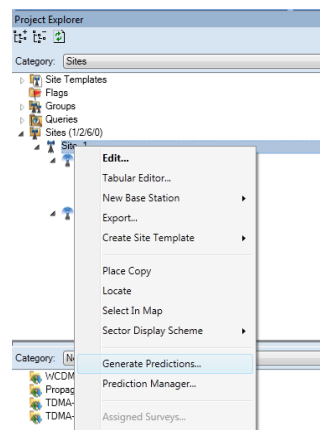 Project Explorer
Category: Sites
Site Templates
Flags
Groups
Queries
Sites (1/2/6/0)
Site_1
Edit...
Tabular Editor...
New Base Station
Export...
Create Site Template
Place Copy
Locate
Select In Map
Sector Display Scheme
Generate Predictions...
Prediction Manager...
Assigned Surveys...
Category:
WCDM
Propag
TDMA-
TDMA-